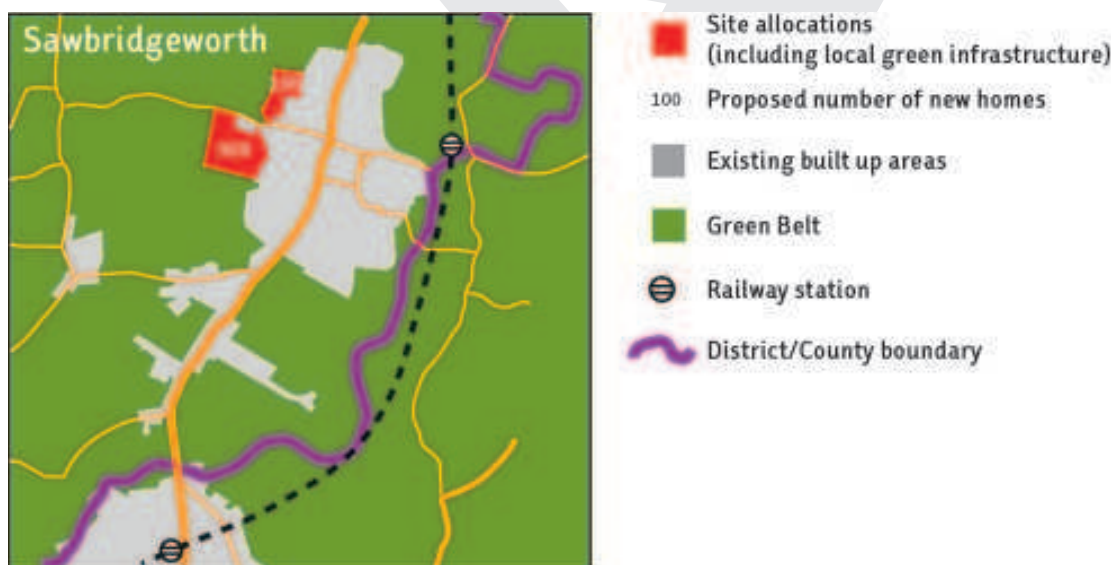 Sawbridgeworth
Site allocations
(including local green infrastructure)
100 Proposed number of new homes
Existing built up areas
Green Belt
Railway station
District/County boundary